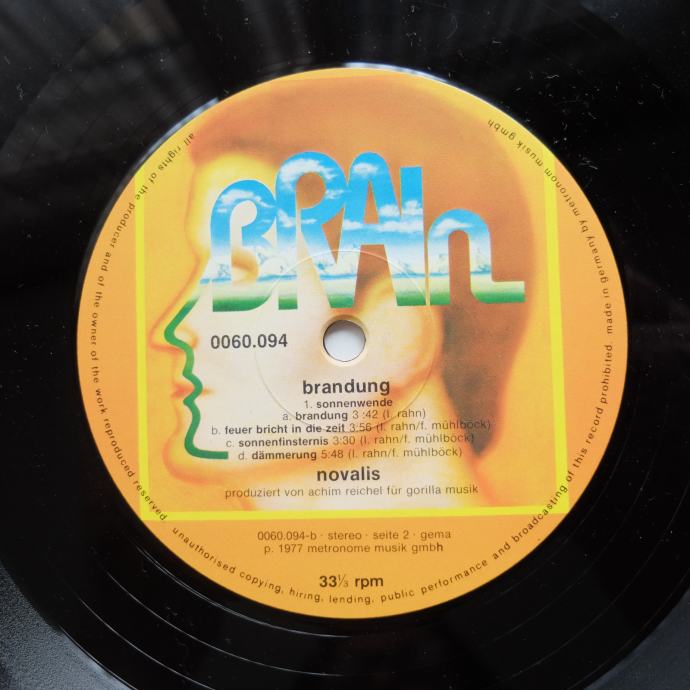 BRAIN
0060.094
brandung
1. sonnenwende
a. brandung 3:42 (l. rahn)
b. feuer bricht in die zeit 3:56 (l. rahn/f. mühlböck)
c. sonnenfinsternis 3:30 (l. rahn/f. mühlböck)
d. dämmerung 5:48 (l. rahn/f. mühlböck)
novalis
produziert von achim reichel für gorilla musik
0060.094-b · stereo · seite 2 · gema
p. 1977 metronome musik gmbh
33⅓ rpm
all rights of the producer and of the owner of the work reproduced reserved unauthorised copying, hiring, lending, public performance and broadcasting of this record prohibited. made in germany by metronom musik gmbh